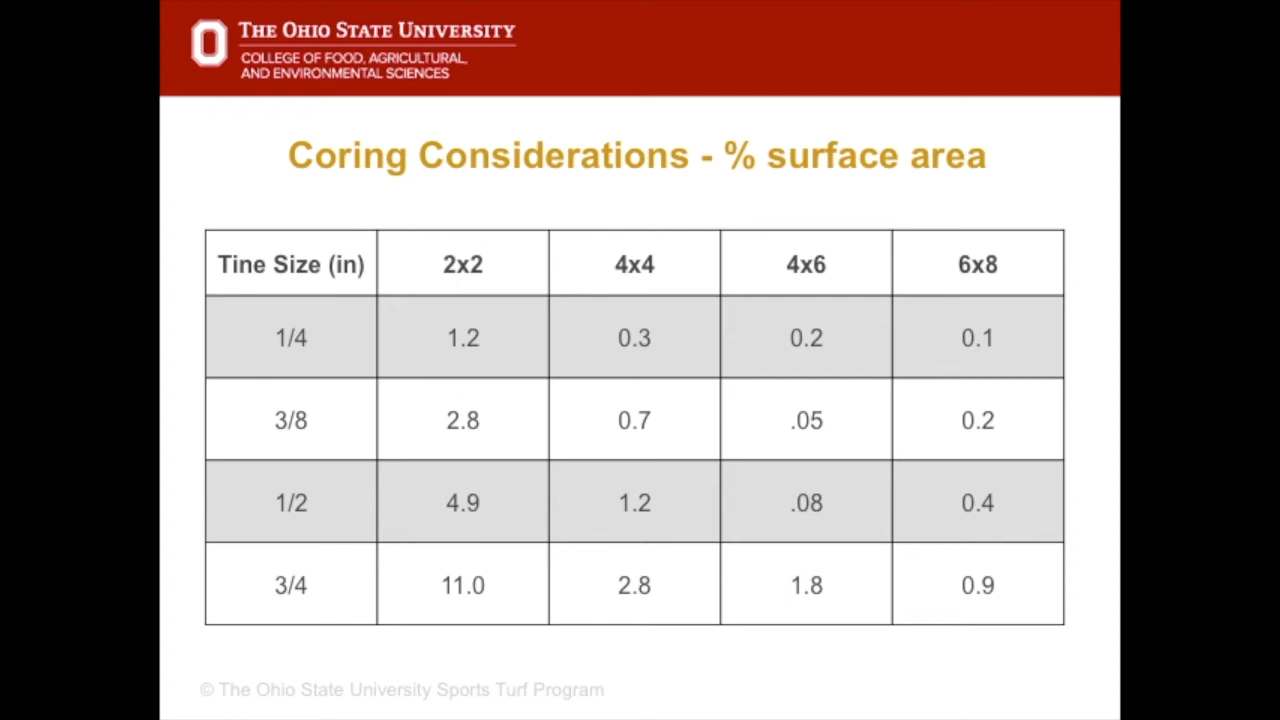 THE OHIO STATE UNIVERSITY
COLLEGE OF FOOD, AGRICULTURAL,
AND ENVIRONMENTAL SCIENCES
Coring Considerations - % surface area
Tine Size (in) 2x2 4x4 4x6 6x8
1/4 1.2 0.3 0.2 0.1
3/8 2.8 0.7 .05 0.2
1/2 4.9 1.2 .08 0.4
3/4 11.0 2.8 1.8 0.9
© The Ohio State University Sports Turf Program